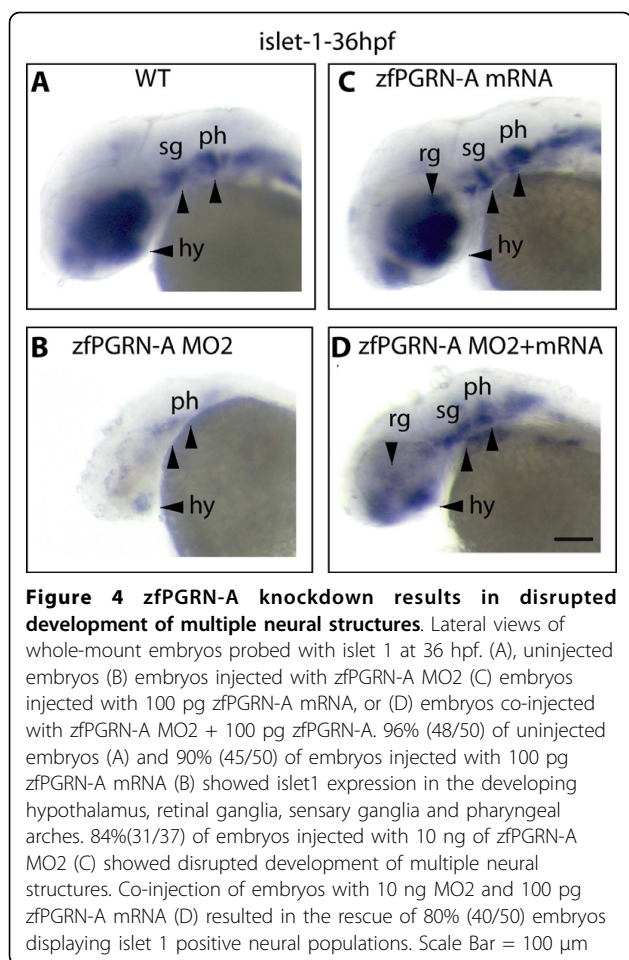 islet-1-36hpf
A WT
sg ph
hy
C zfPGRN-A mRNA
rg sg ph
hy
B zfPGRN-A MO2
ph
hy
D zfPGRN-A MO2+mRNA
rg sg ph
hy
Figure 4 zfPGRN-A knockdown results in disrupted
development of multiple neural structures. Lateral views of
whole-mount embryos probed with islet 1 at 36 hpf. (A), uninjected
embryos (B) embryos injected with zfPGRN-A MO2 (C) embryos
injected with 100 pg zfPGRN-A mRNA, or (D) embryos co-injected
with zfPGRN-A MO2 + 100 pg zfPGRN-A. 96% (48/50) of uninjected
embryos (A) and 90% (45/50) of embryos injected with 100 pg
zfPGRN-A mRNA (B) showed islet1 expression in the developing
hypothalamus, retinal ganglia, sensary ganglia and pharyngeal
arches. 84%(31/37) of embryos injected with 10 ng of zfPGRN-A
MO2 (C) showed disrupted development of multiple neural
structures. Co-injection of embryos with 10 ng MO2 and 100 pg
zfPGRN-A mRNA (D) resulted in the rescue of 80% (40/50) embryos
displaying islet 1 positive neural populations. Scale Bar = 100 μm